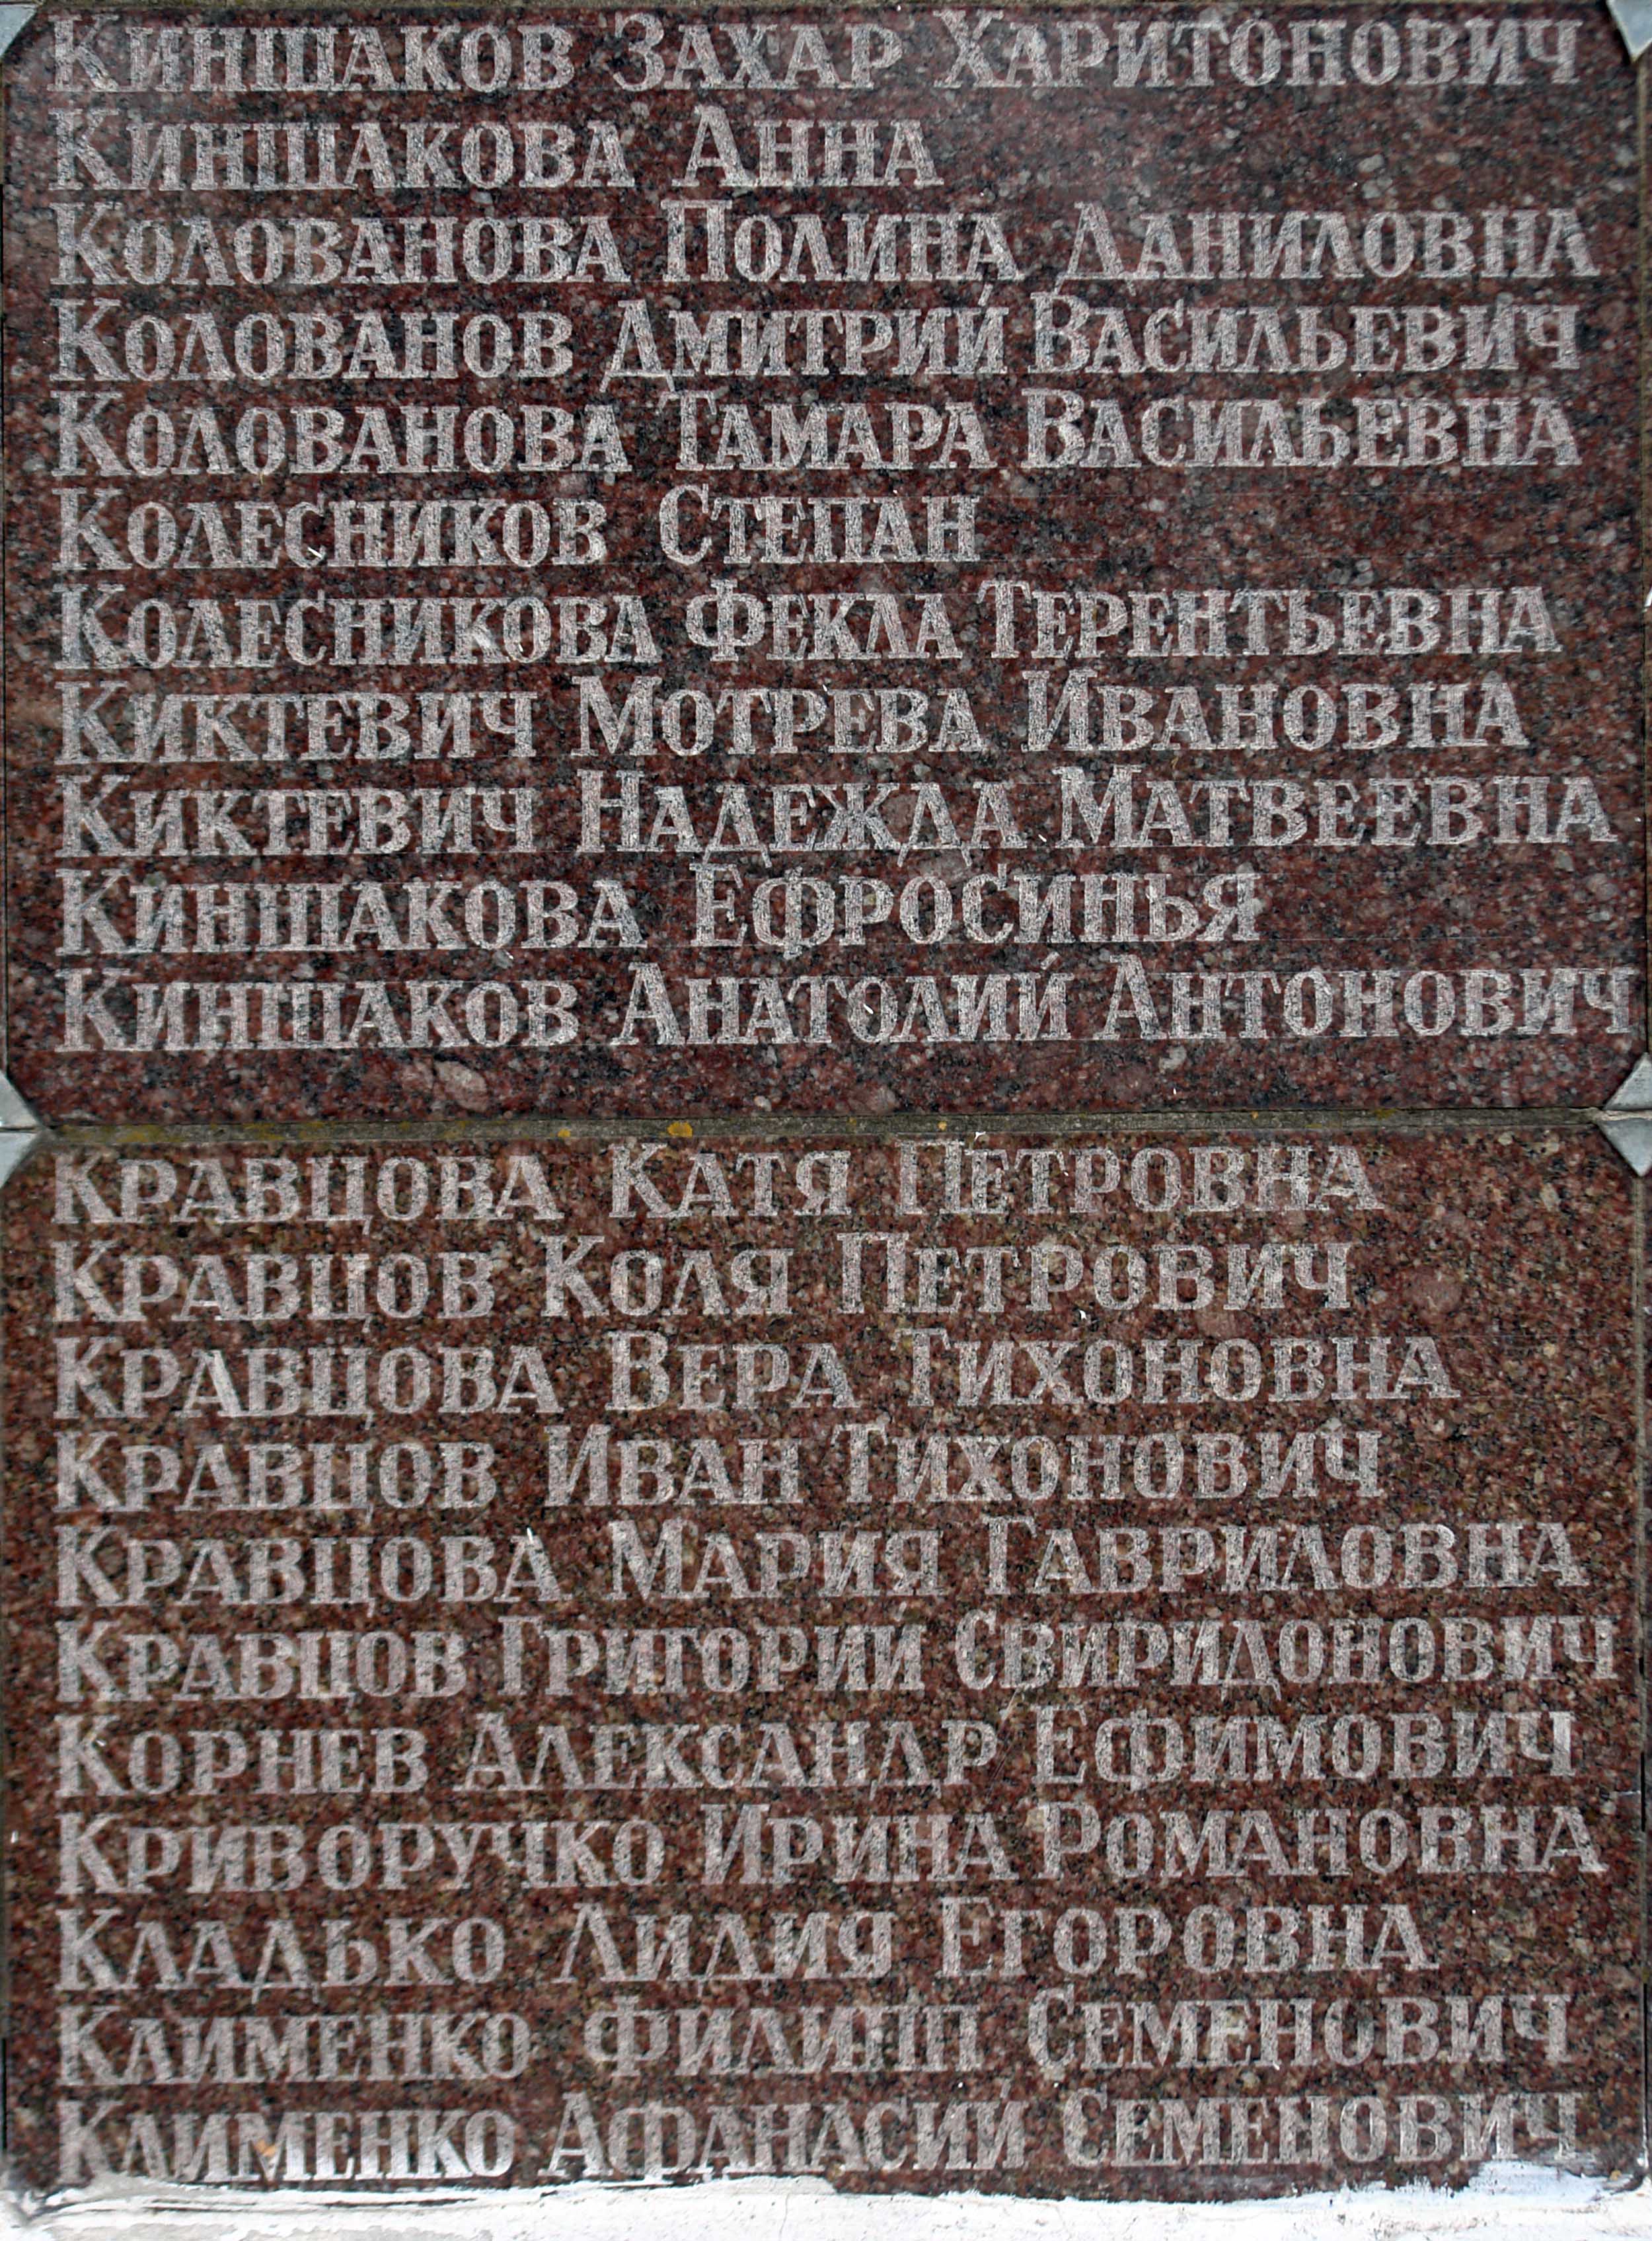 Киншаков Захар Харитонович
Киншакова Анна
Колованова Полина Даниловна
Колованов Дмитрий Васильевич
Колованова Тамара Васильевна
Колесников Степан
Колесникова Фекла Терентьевна
Киктевич Мотрева Ивановна
Киктевич Надежда Матвеевна
Киншакова Ефросинья
Киншаков Анатолий Антонович
Кравцова Катя Петровна
Кравцов Коля Петрович
Кравцова Вера Тихоновна
Кравцов Иван Тихонович
Кравцова Мария Гавриловна
Кравцов Григорий Свиридонович
Корнев Александр Ефимович
Криворучко Ирина Романовна
Кладько Лидия Егоровна
Клименко Филипп Семенович
Клименко Афанасий Семенович